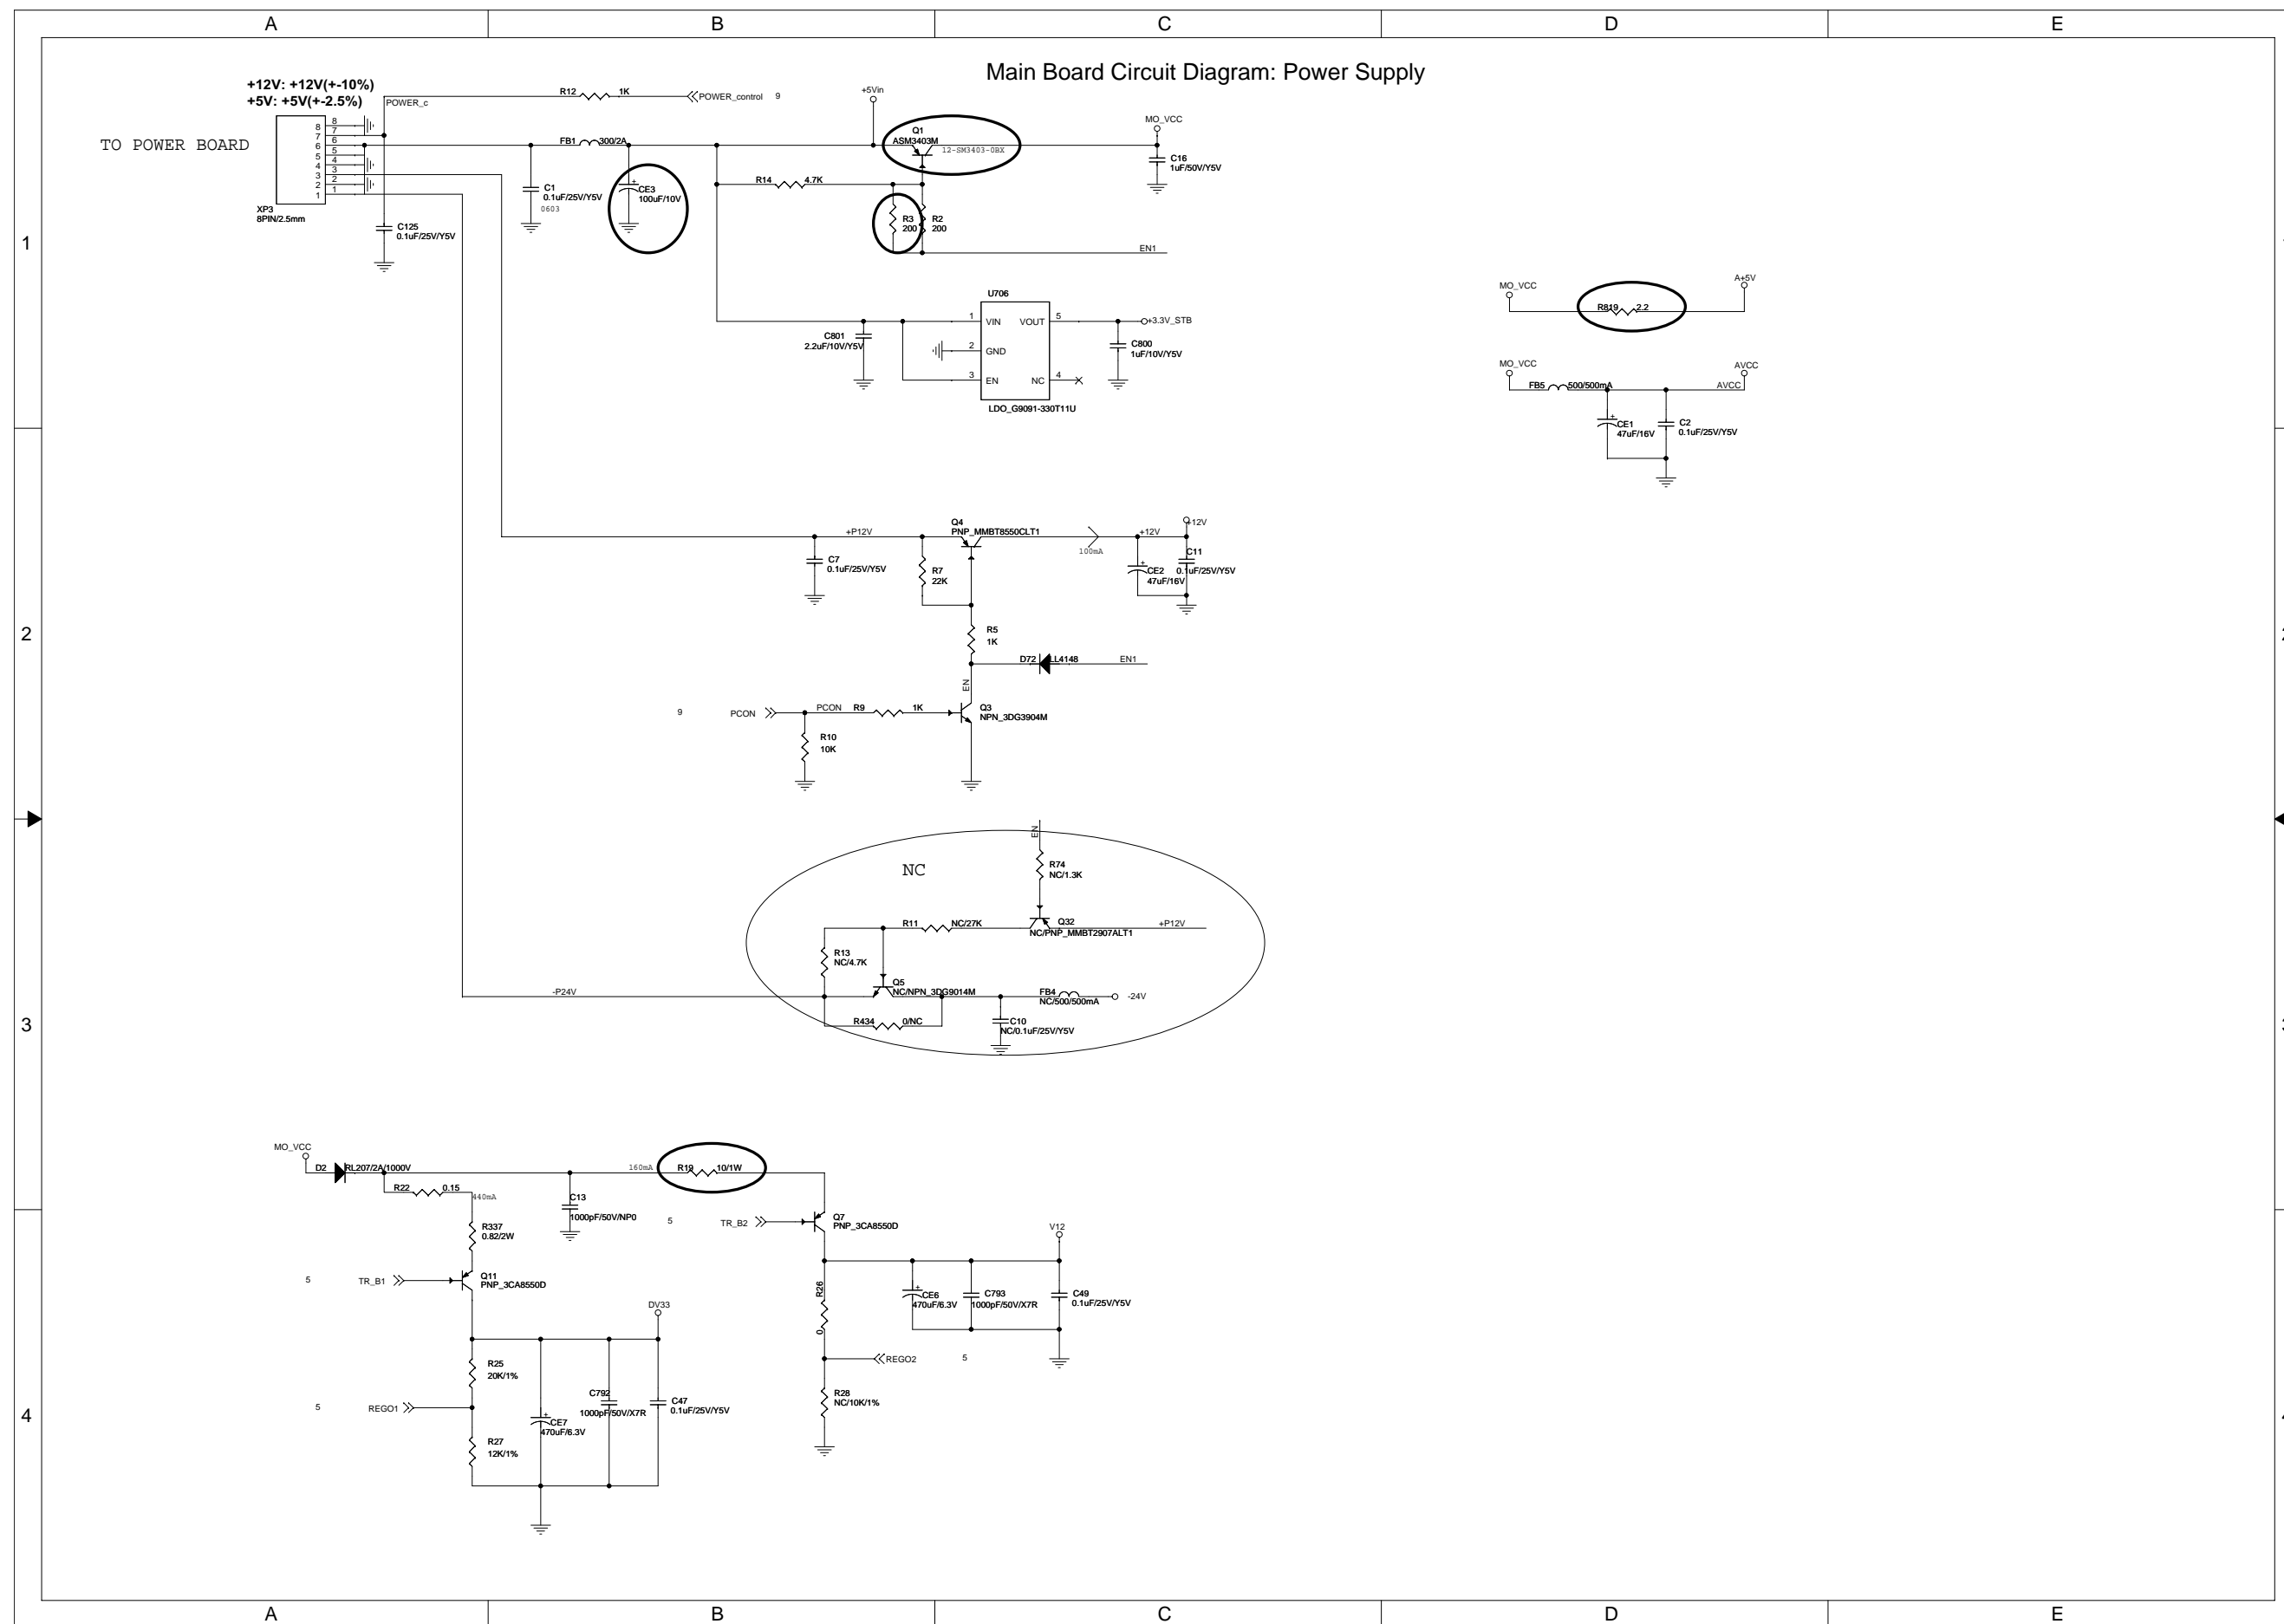 A B C D E
Main Board Circuit Diagram: Power Supply
+12V: +12V(+-10%)
+5V: +5V(+-2.5%)
POWER_c
R12 1K
POWER_control 9
+5Vin
TO POWER BOARD
8 8
7 7
6 6
5 5
4 4
3 3
2 2
1 1
XP3
8PIN/2.5mm
C125
0.1uF/25V/Y5V
FB1 300/2A
C1
0.1uF/25V/Y5V
0603
CE3
100uF/10V
+
Q1
ASM3403M
12-SM3403-0BX
MO_VCC
C16
1uF/50V/Y5V
R14 4.7K
R3
200
R2
200
EN1
1
U706
1 VIN VOUT 5
2 GND
3 EN NC 4
LDO_G9091-330T11U
C801
2.2uF/10V/Y5V
+3.3V_STB
C800
1uF/10V/Y5V
MO_VCC
R819 2.2
A+5V
MO_VCC
FB5 500/500mA
AVCC
AVCC
+
CE1
47uF/16V
C2
0.1uF/25V/Y5V
+P12V
Q4
PNP_MMBT8550CLT1
100mA
+12V
+12V
C7
0.1uF/25V/Y5V
R7
22K
+
CE2
47uF/16V
C11
0.1uF/25V/Y5V
2
R5
1K
D72 LL4148 EN1
EN
9 PCON PCON R9 1K
Q3
NPN_3DG3904M
R10
10K
EN
NC
R74
NC/1.3K
R11 NC/27K
Q32
NC/PNP_MMBT2907ALT1
+P12V
R13
NC/4.7K
Q5
NC/NPN_3DG9014M
-P24V
FB4
NC/500/500mA
-24V
R434 0/NC
C10
NC/0.1uF/25V/Y5V
3
MO_VCC
D2 RL207/2A/1000V
160mA
R19 10/1W
R22 0.15
440mA
C13
1000pF/50V/NP0
R337
0.82/2W
5 TR_B2
Q7
PNP_3CA8550D
V12
5 TR_B1
Q11
PNP_3CA8550D
R26
0
+
CE6
470uF/6.3V
C793
1000pF/50V/X7R
C49
0.1uF/25V/Y5V
DV33
REGO2 5
R25
20K/1%
C792
1000pF/50V/X7R
C47
0.1uF/25V/Y5V
R28
NC/10K/1%
5 REGO1
+
CE7
470uF/6.3V
R27
12K/1%
4
A B C D E